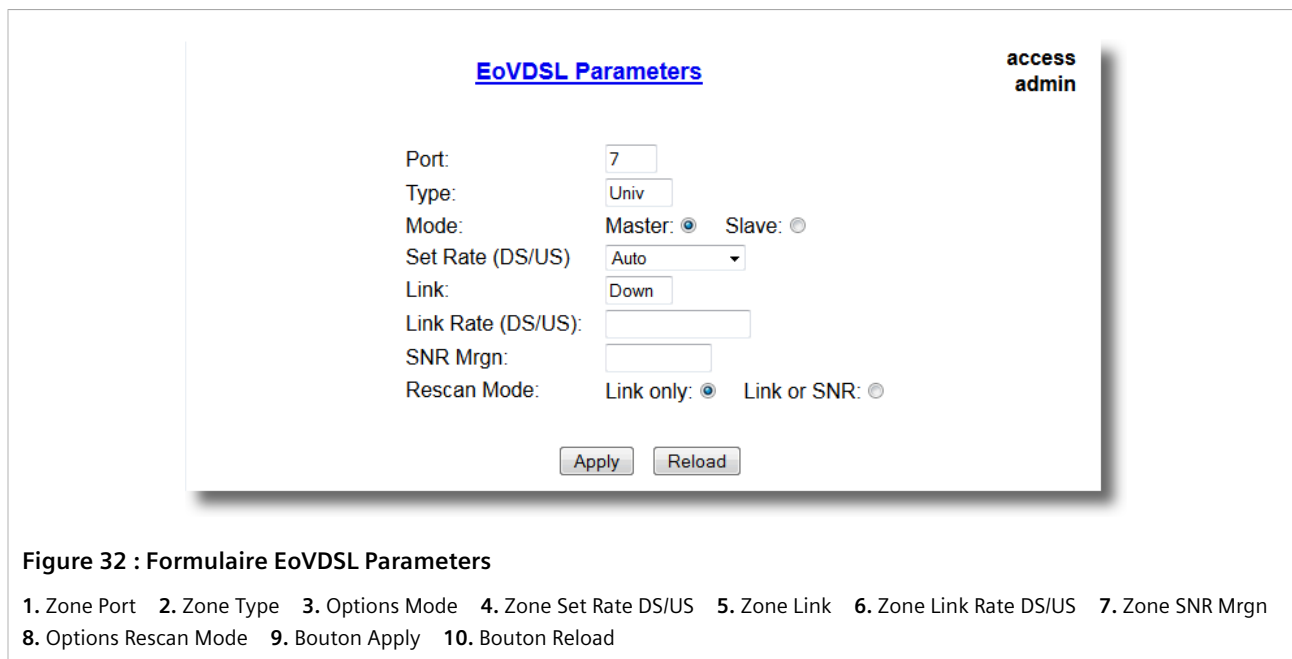 EoVDSL Parameters
access
admin
Port: 7
Type: Univ
Mode: Master: Slave:
Set Rate (DS/US) Auto
Link: Down
Link Rate (DS/US):
SNR Mrgn:
Rescan Mode: Link only: Link or SNR:
Apply Reload
Figure 32 : Formulaire EoVDSL Parameters
1. Zone Port 2. Zone Type 3. Options Mode 4. Zone Set Rate DS/US 5. Zone Link 6. Zone Link Rate DS/US 7. Zone SNR Mrgn
8. Options Rescan Mode 9. Bouton Apply 10. Bouton Reload